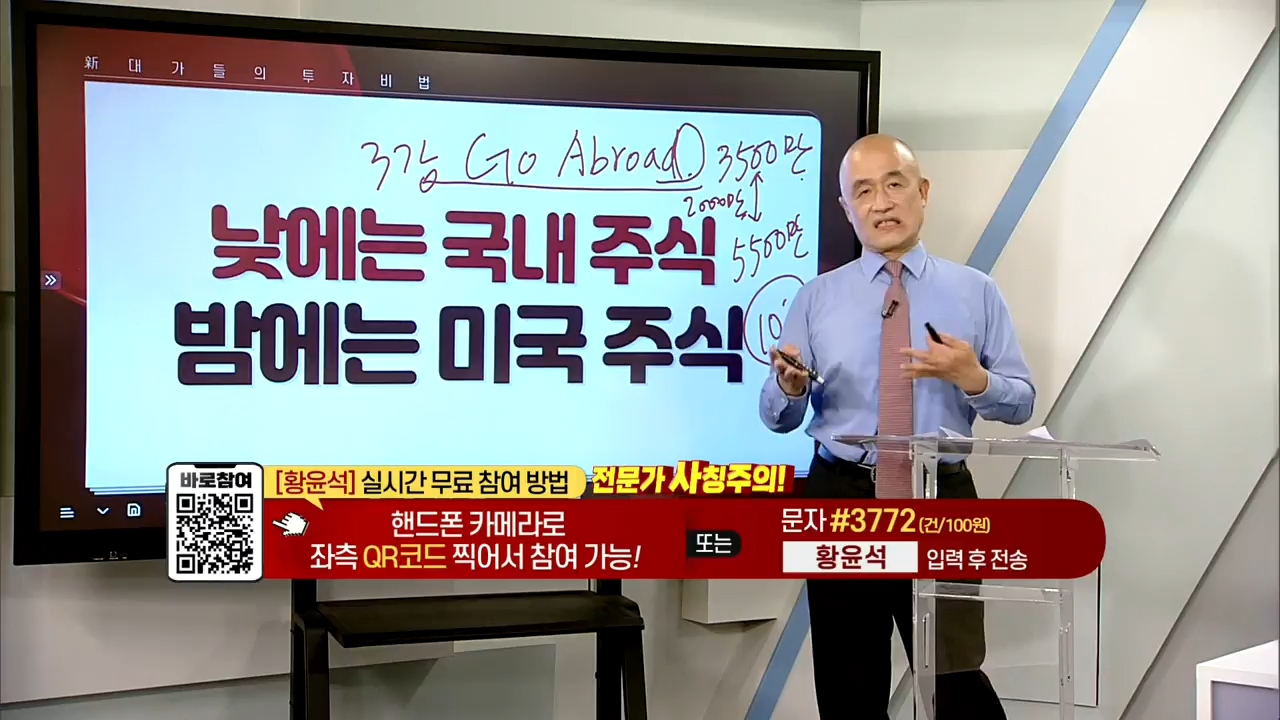 新 대 가 들 의 투 자 비 법
3강 Go Abroad. 3500만
2000만
낮에는 국내 주식 5500만
밤에는 미국 주식 10
바로참여 [황윤석] 실시간 무료 참여 방법 전문가 사칭주의!
핸드폰 카메라로
좌측 QR코드 찍어서 참여 가능!
또는
문자 #3772 (건/100원)
황윤석 입력 후 전송